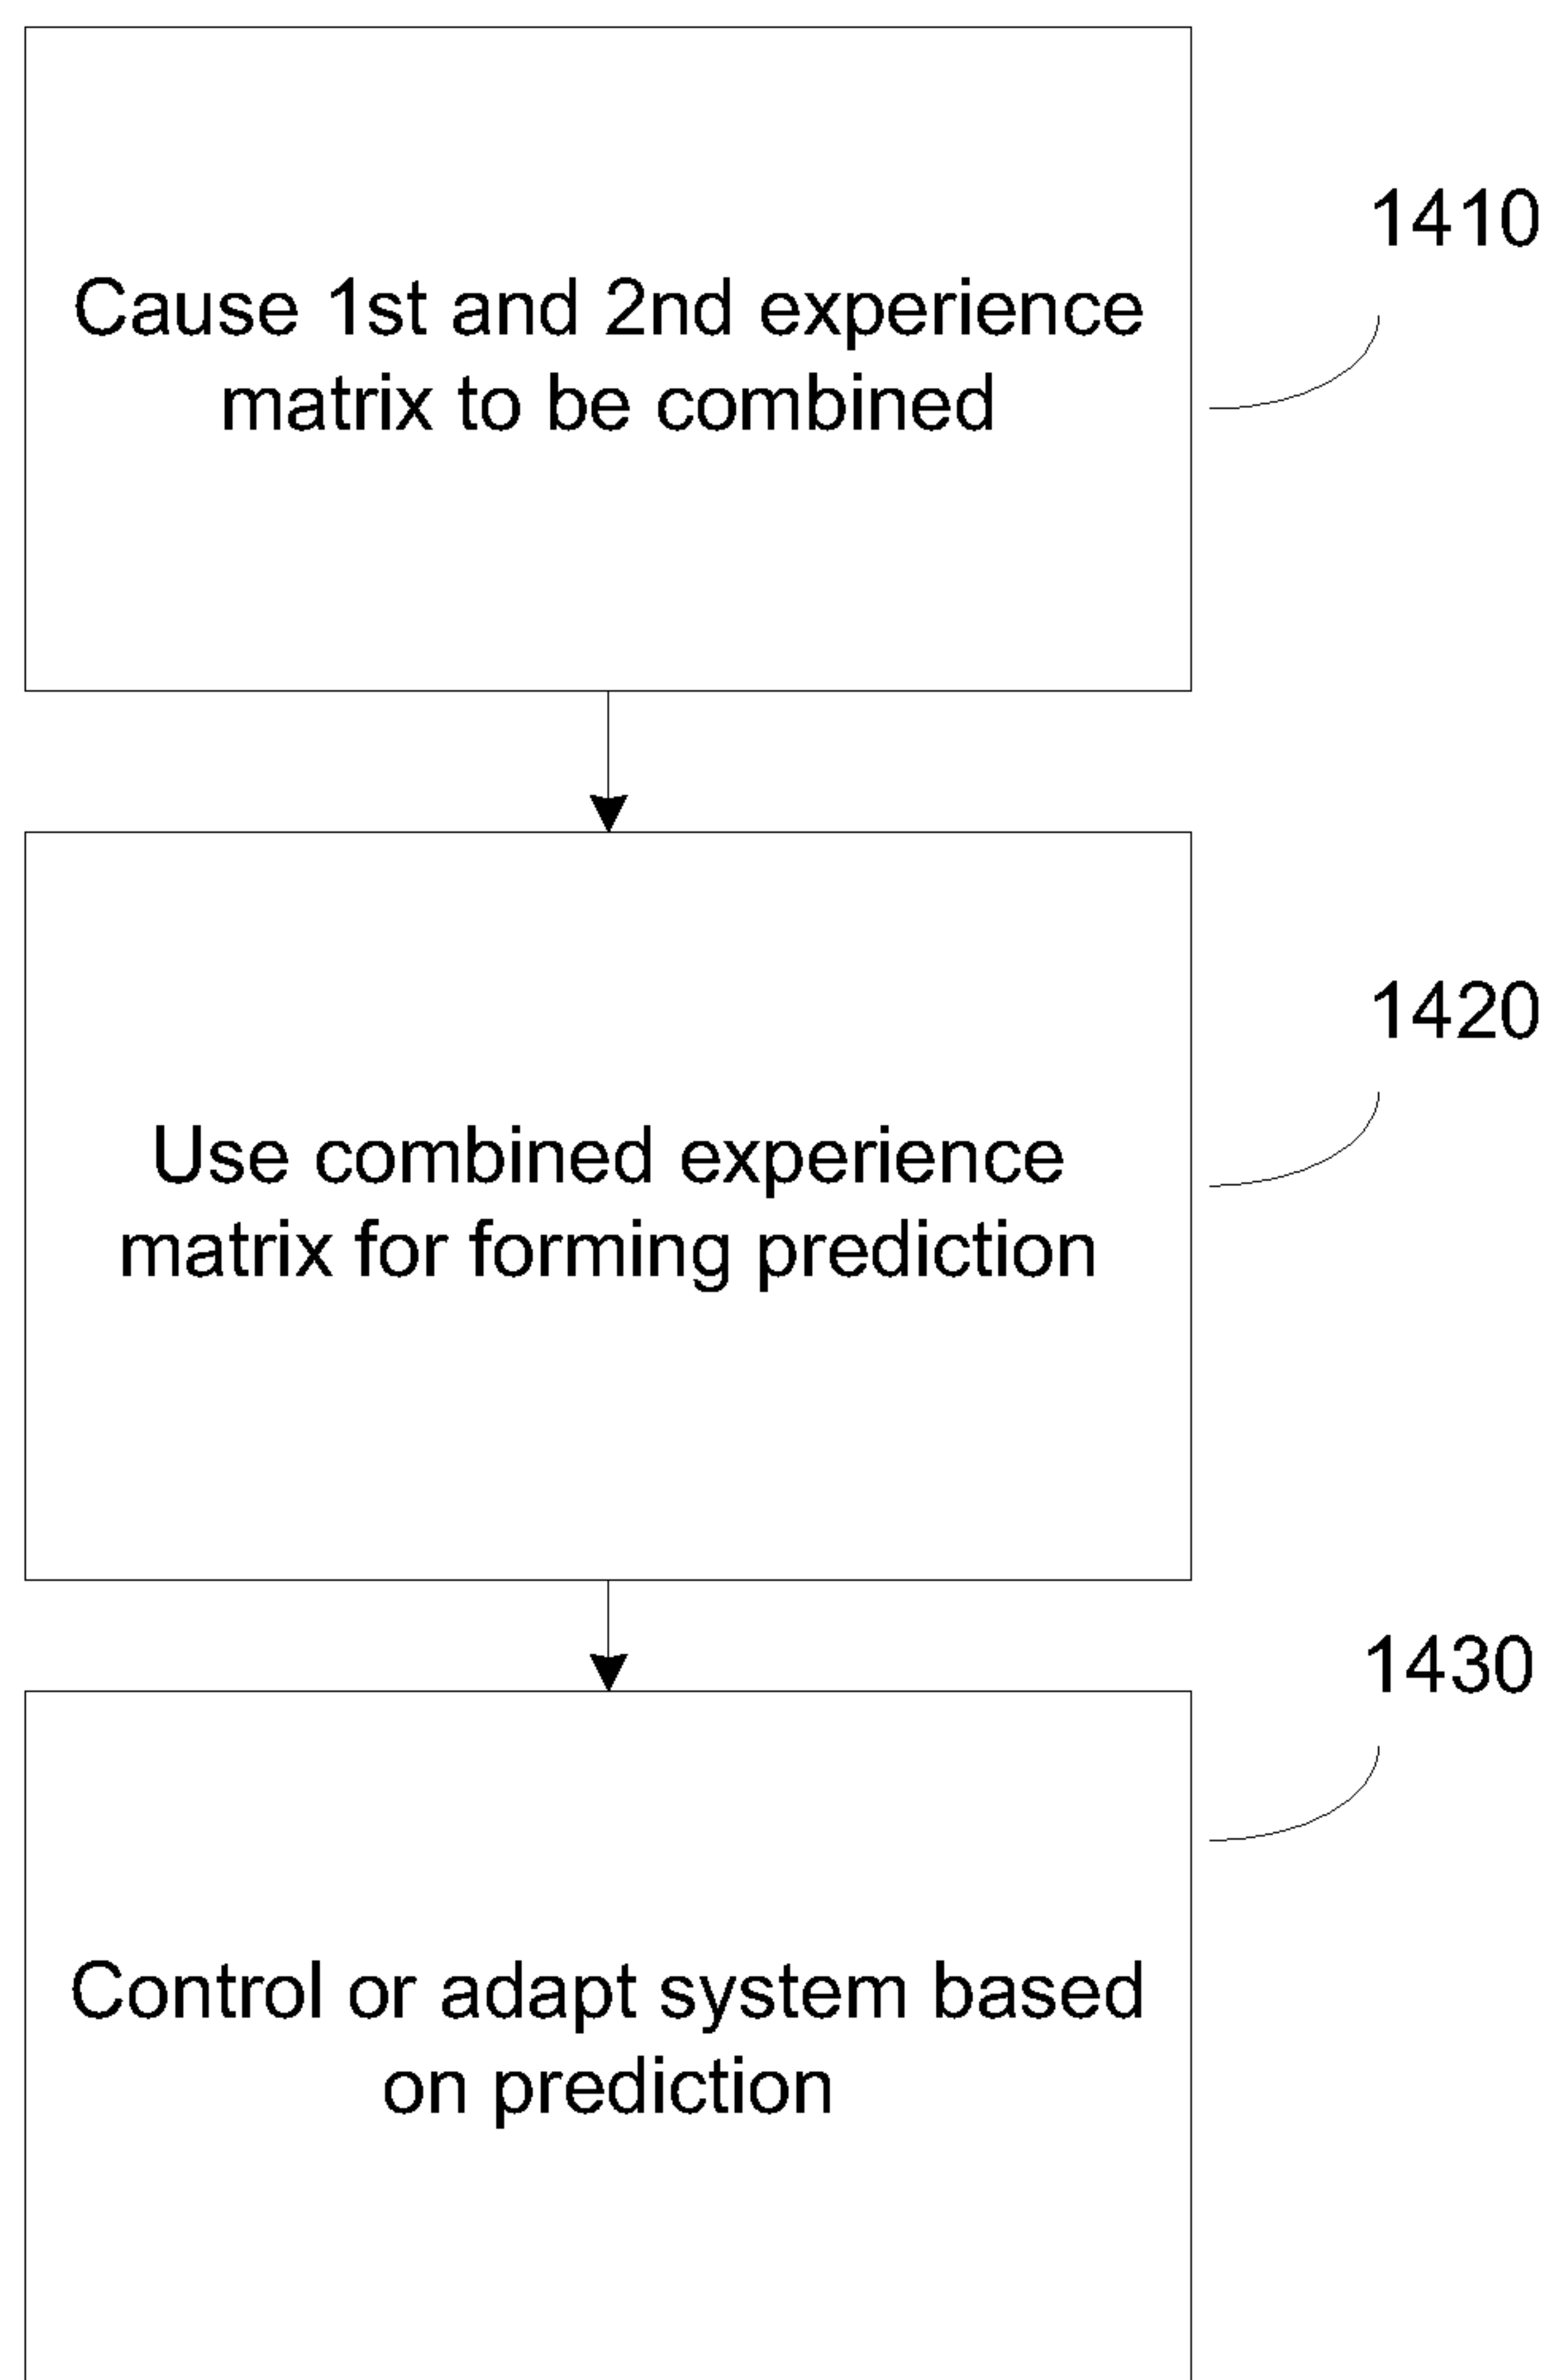 Cause 1st and 2nd experience
matrix to be combined
1410
Use combined experience
matrix for forming prediction
1420
Control or adapt system based
on prediction
1430